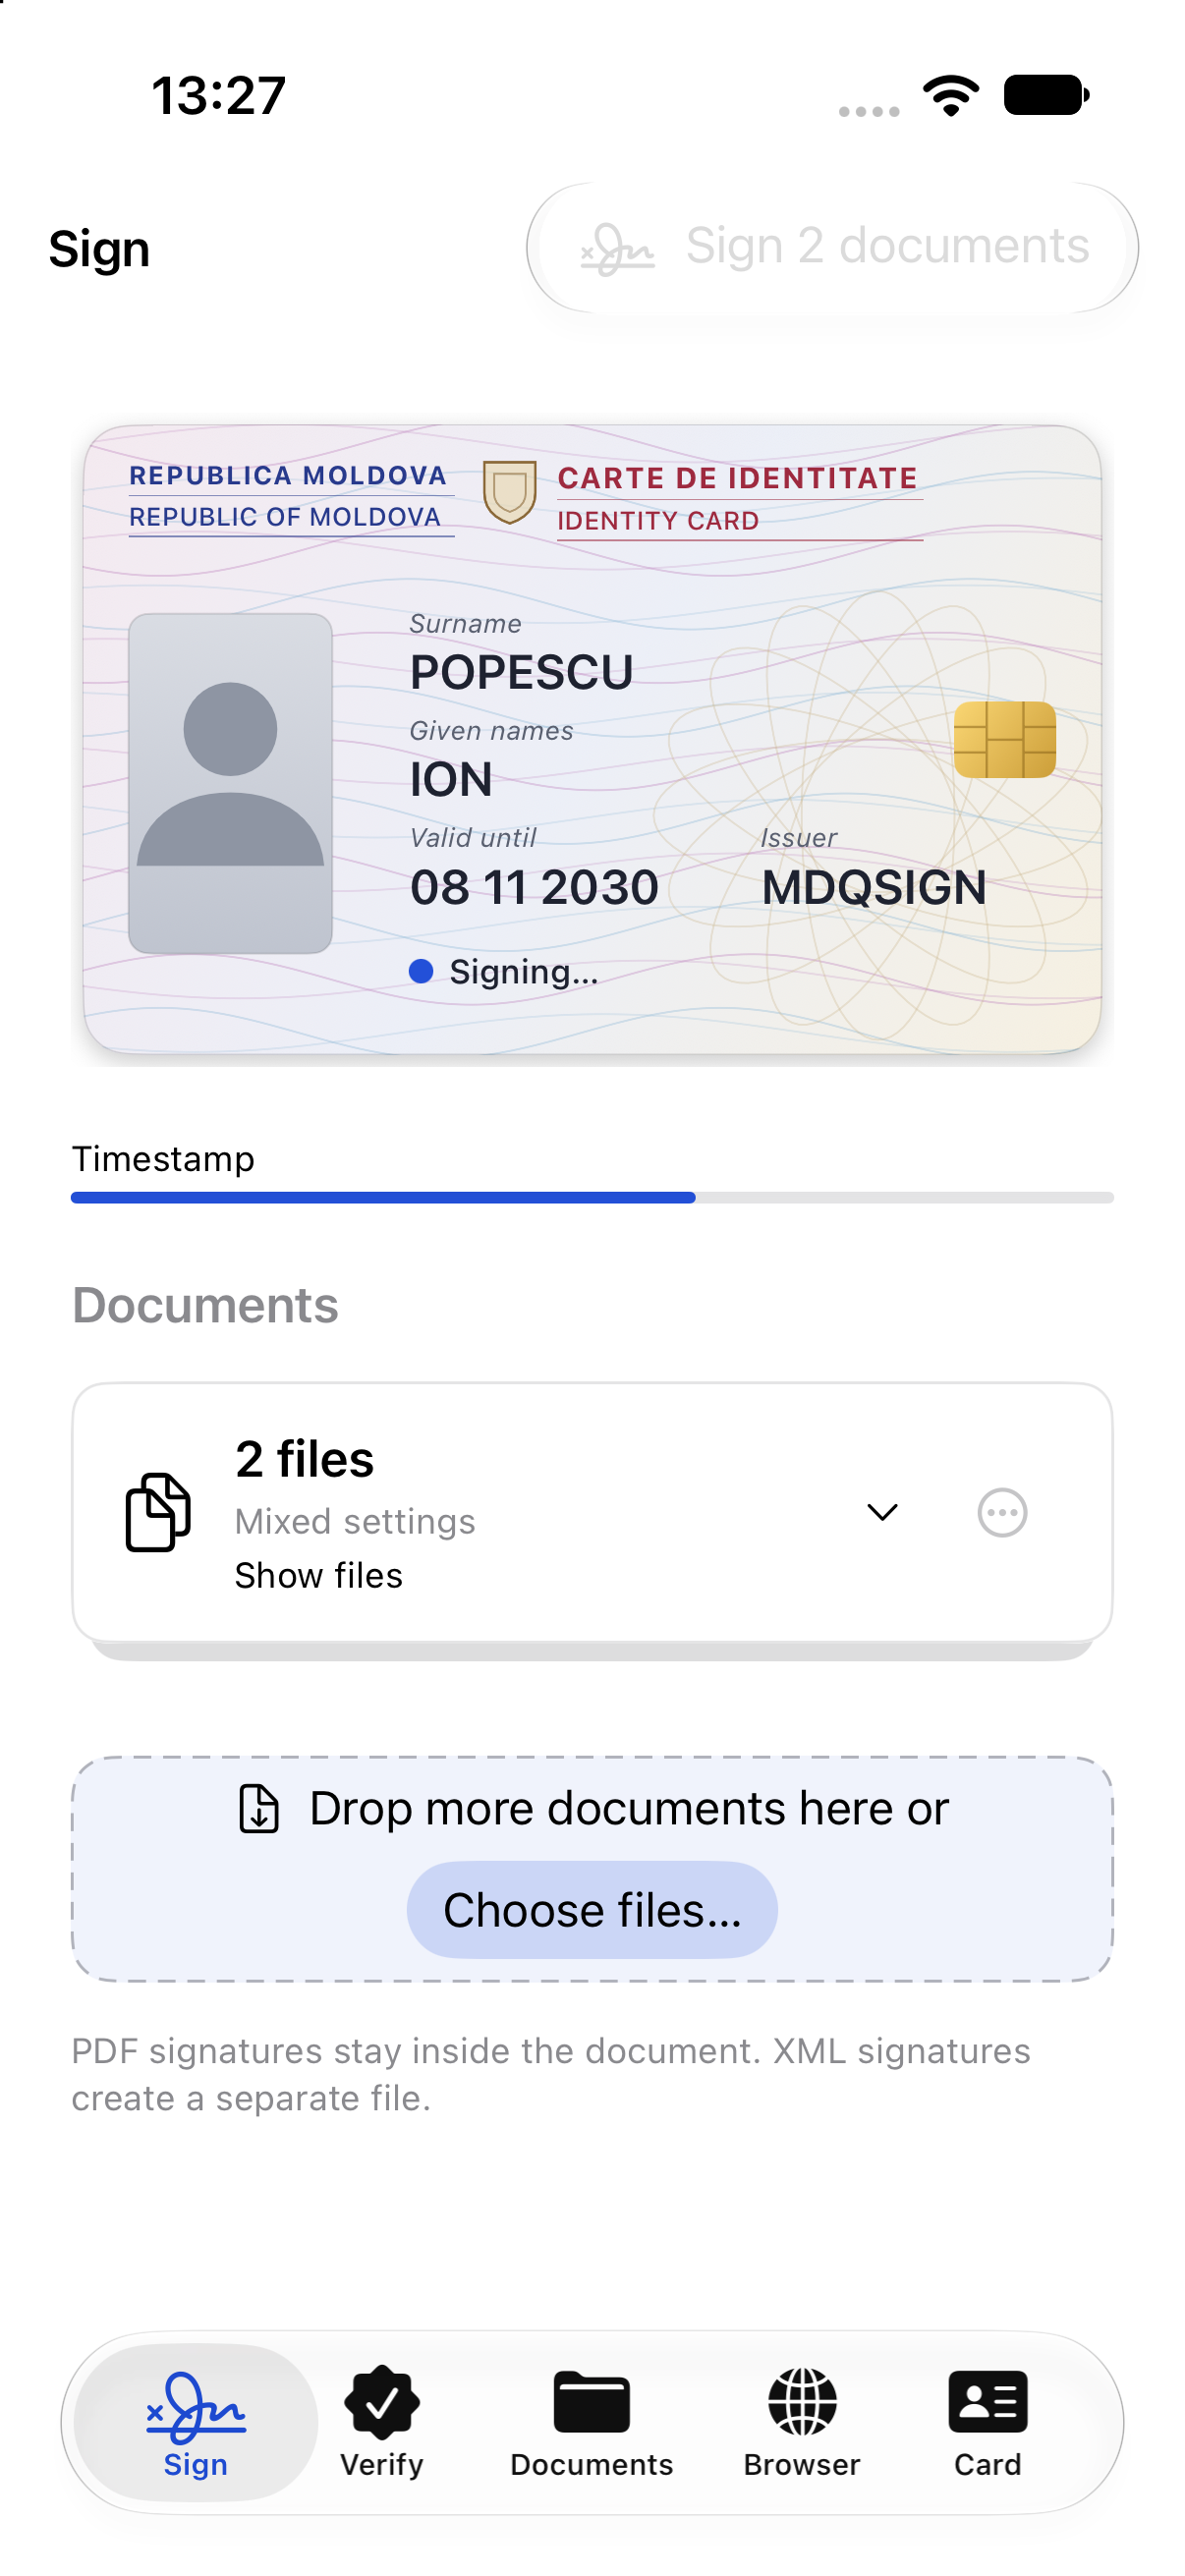 13:27
Sign
Sign 2 documents
REPUBLICA MOLDOVA
REPUBLIC OF MOLDOVA
CARTE DE IDENTITATE
IDENTITY CARD
Surname
POPESCU
Given names
ION
Valid until
08 11 2030
Issuer
MDQSIGN
Signing...
Timestamp
Documents
2 files
Mixed settings
Show files
Drop more documents here or
Choose files...
PDF signatures stay inside the document. XML signatures
create a separate file.
Sign
Verify
Documents
Browser
Card